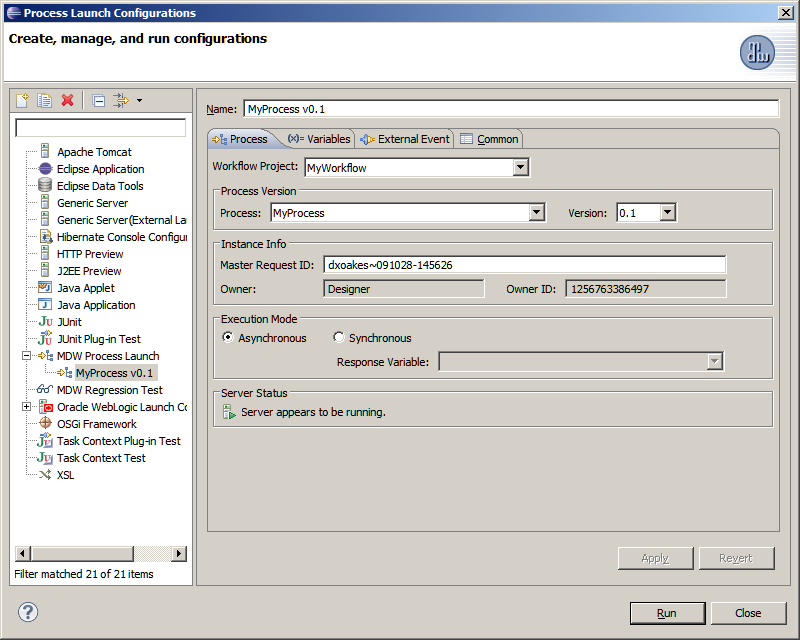 Process Launch Configurations
Create, manage, and run configurations
Name: MyProcess v0.1
Process (x)= Variables External Event Common
Workflow Project: MyWorkflow
Process Version
Process: MyProcess Version: 0.1
Instance Info
Master Request ID: dxoakes~091028-145626
Owner: Designer Owner ID: 1256763386497
Execution Mode
Asynchronous Synchronous
Response Variable:
Server Status
Server appears to be running.
Apache Tomcat
Eclipse Application
Eclipse Data Tools
Generic Server
Generic Server(External La
Hibernate Console Configur
HTTP Preview
J2EE Preview
Java Applet
Java Application
JUnit
JUnit Plug-in Test
MDW Process Launch
MyProcess v0.1
MDW Regression Test
Oracle WebLogic Launch Co
OSGi Framework
Task Context Plug-in Test
Task Context Test
XSL
Filter matched 21 of 21 items
Apply Revert
Run Close